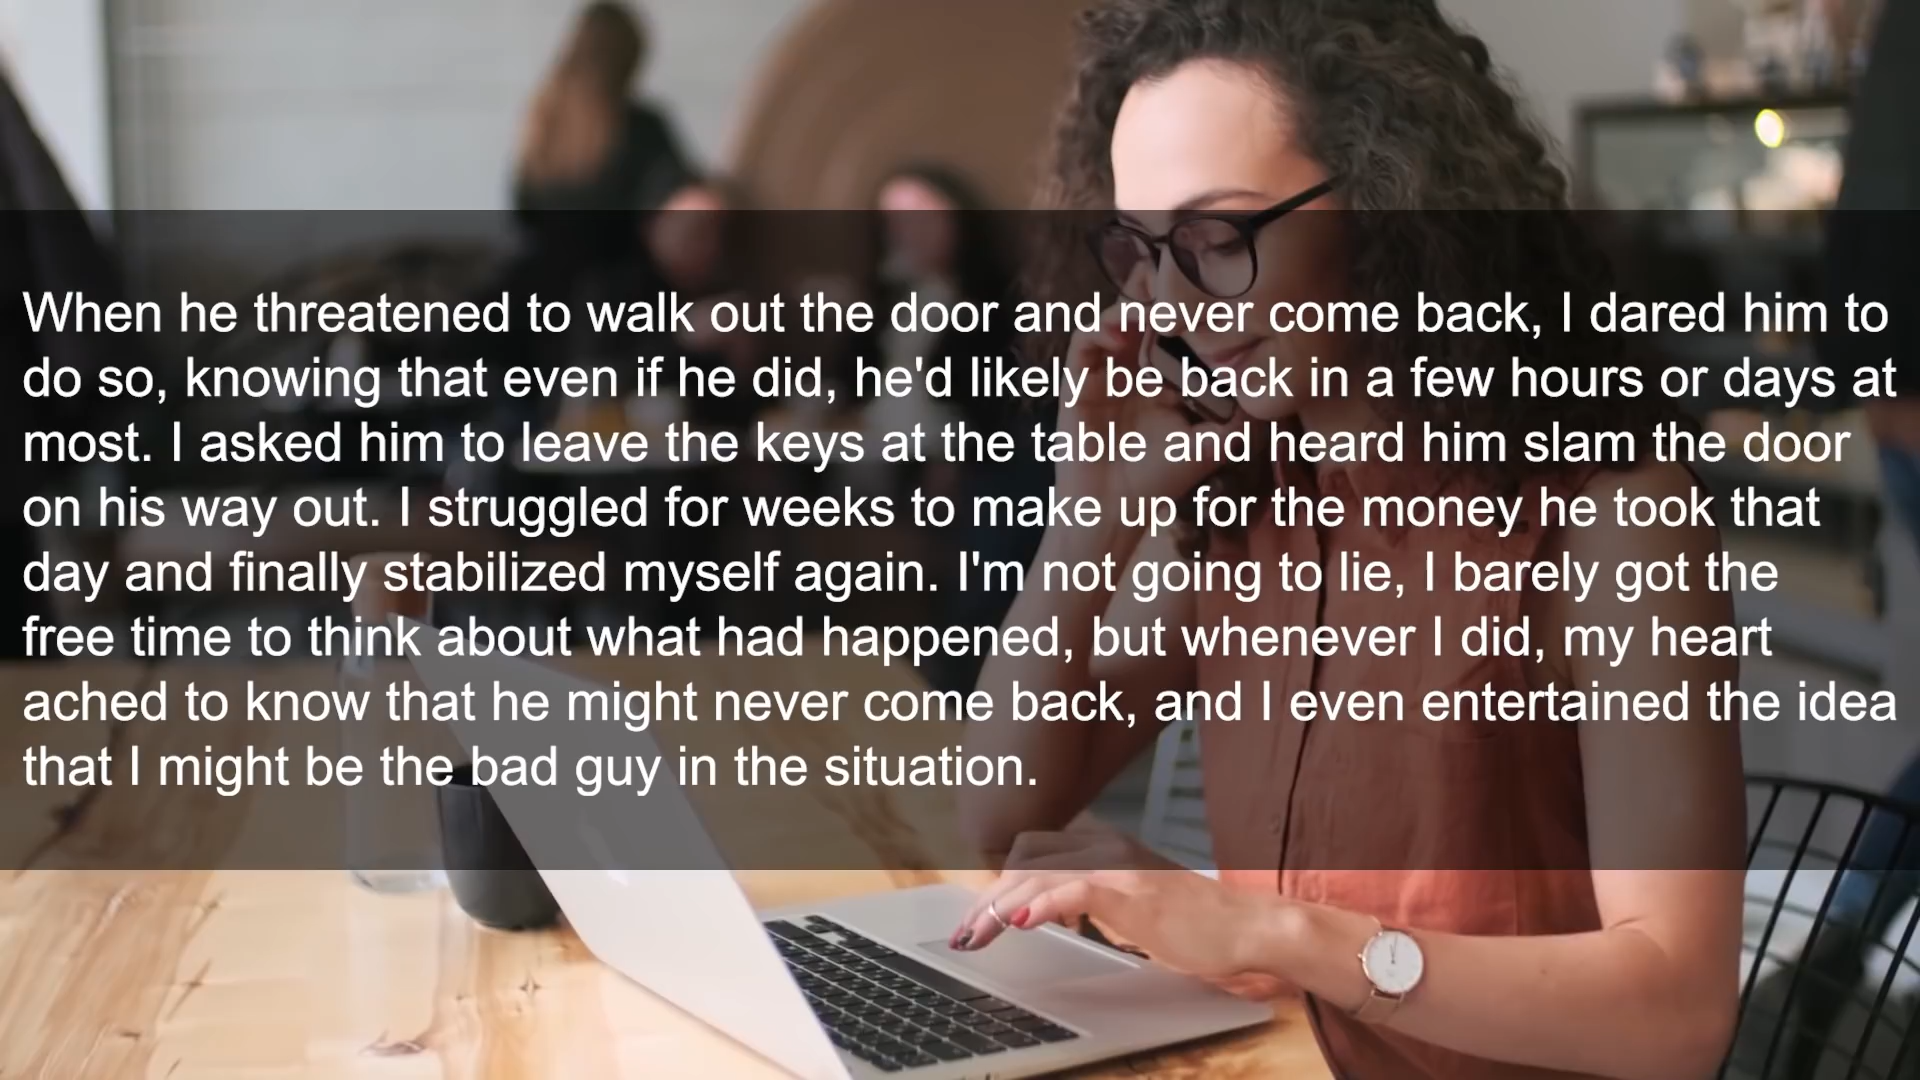 When he threatened to walk out the door and never come back, I dared him to
do so, knowing that even if he did, he'd likely be back in a few hours or days at
most. I asked him to leave the keys at the table and heard him slam the door
on his way out. I struggled for weeks to make up for the money he took that
day and finally stabilized myself again. I'm not going to lie, I barely got the
free time to think about what had happened, but whenever I did, my heart
ached to know that he might never come back, and I even entertained the idea
that I might be the bad guy in the situation.